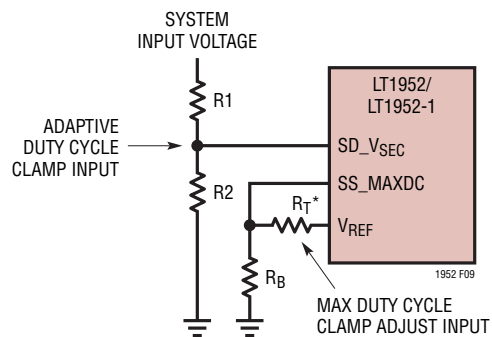 SYSTEM
INPUT VOLTAGE
R1
LT1952/
LT1952-1
ADAPTIVE
DUTY CYCLE
CLAMP INPUT
SD_VSEC
R2
SS_MAXDC
RT*
VREF
RB
1952 F09
MAX DUTY CYCLE
CLAMP ADJUST INPUT